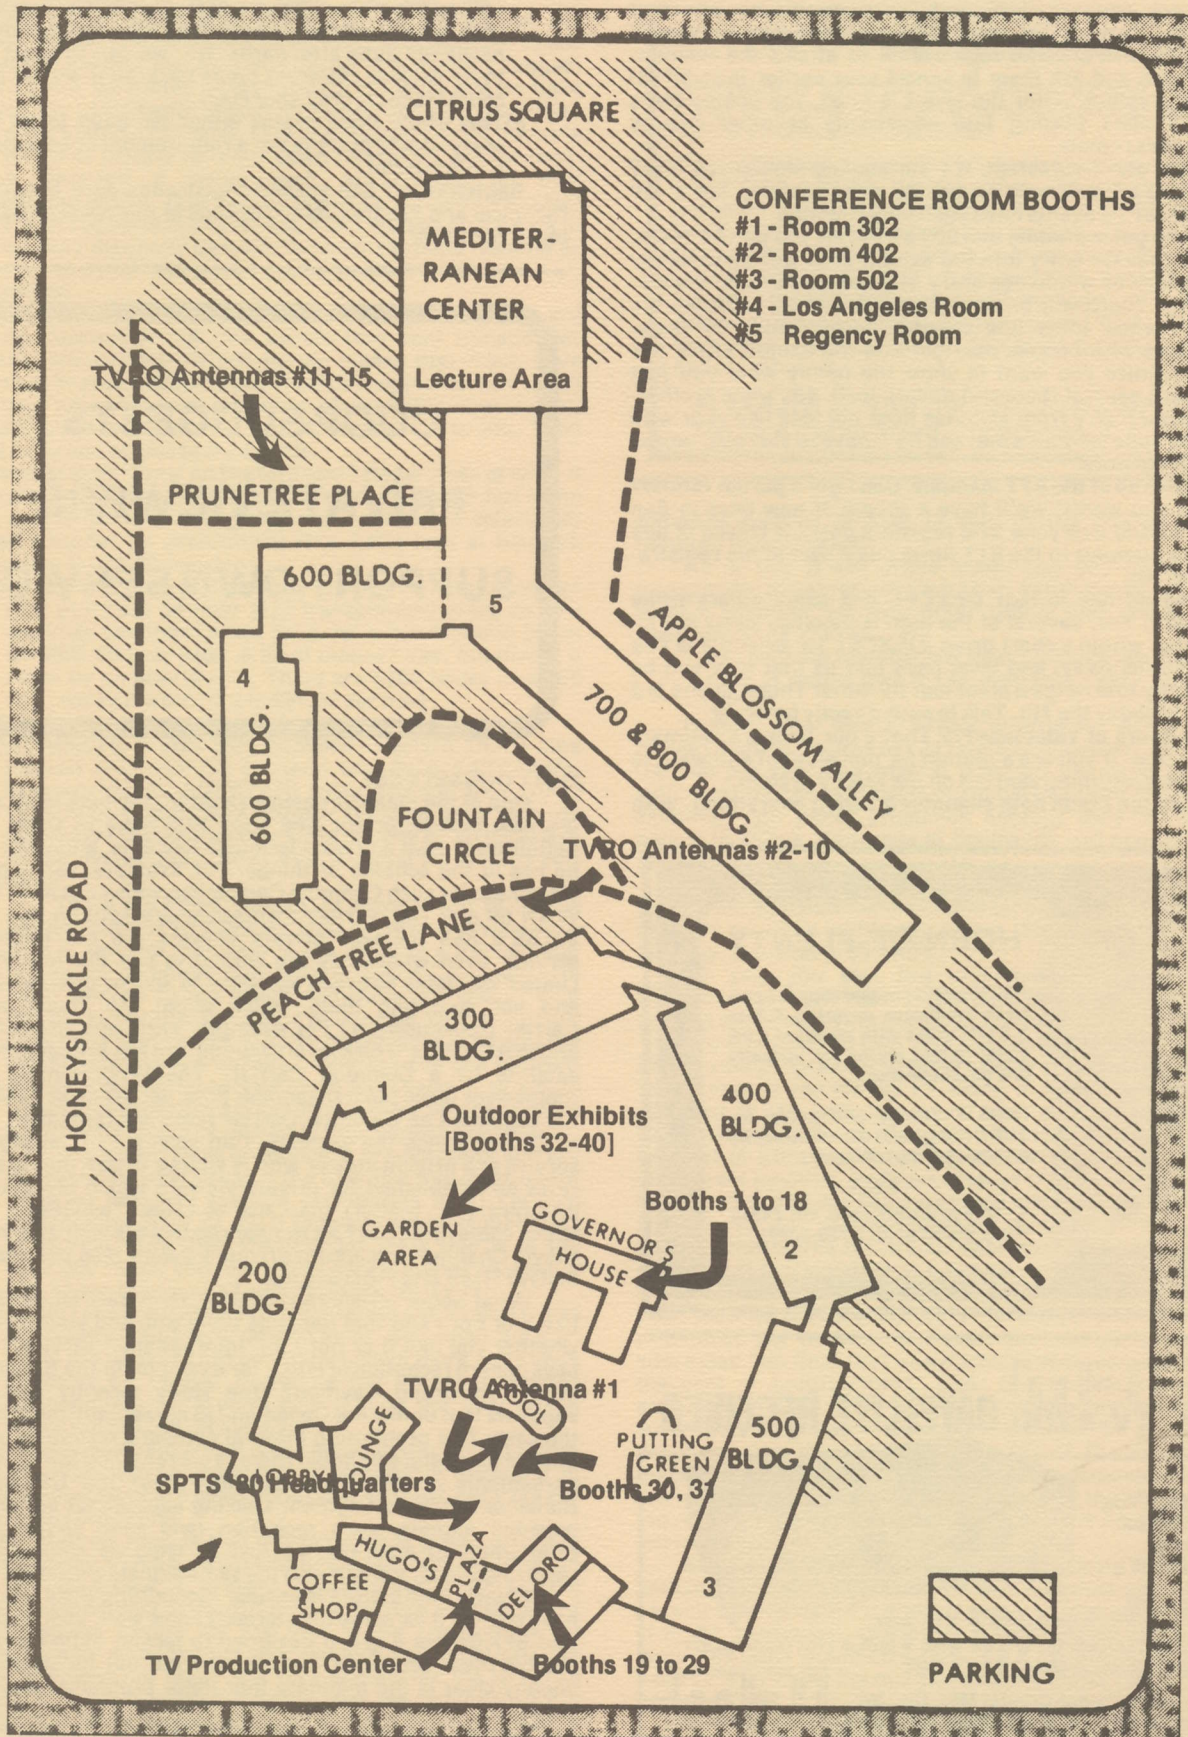 CITRUS SQUARE
CONFERENCE ROOM BOOTHS
#1 - Room 302
#2 - Room 402
#3 - Room 502
#4 - Los Angeles Room
#5 Regency Room
MEDITER-
RANEAN
CENTER
Lecture Area
TVRO Antennas #11-15
PRUNETREE PLACE
600 BLDG.
5
4
600 BLDG.
APPLE BLOSSOM ALLEY
700 & 800 BLDG.
FOUNTAIN
CIRCLE
TVRO Antennas #2-10
HONEYSUCKLE ROAD
PEACH TREE LANE
300
BLDG.
1
400
BLDG.
Outdoor Exhibits
[Booths 32-40]
Booths 1 to 18
GARDEN
AREA
GOVERNOR S
HOUSE
2
200
BLDG.
TVRO Antenna #1
POOL
LOUNGE
PUTTING
GREEN
500
BLDG.
LOBBY
SPTS '80 Headquarters
Booths 30, 31
HUGO'S
PLAZA
DEL ORO
COFFEE
SHOP
3
TV Production Center
Booths 19 to 29
PARKING